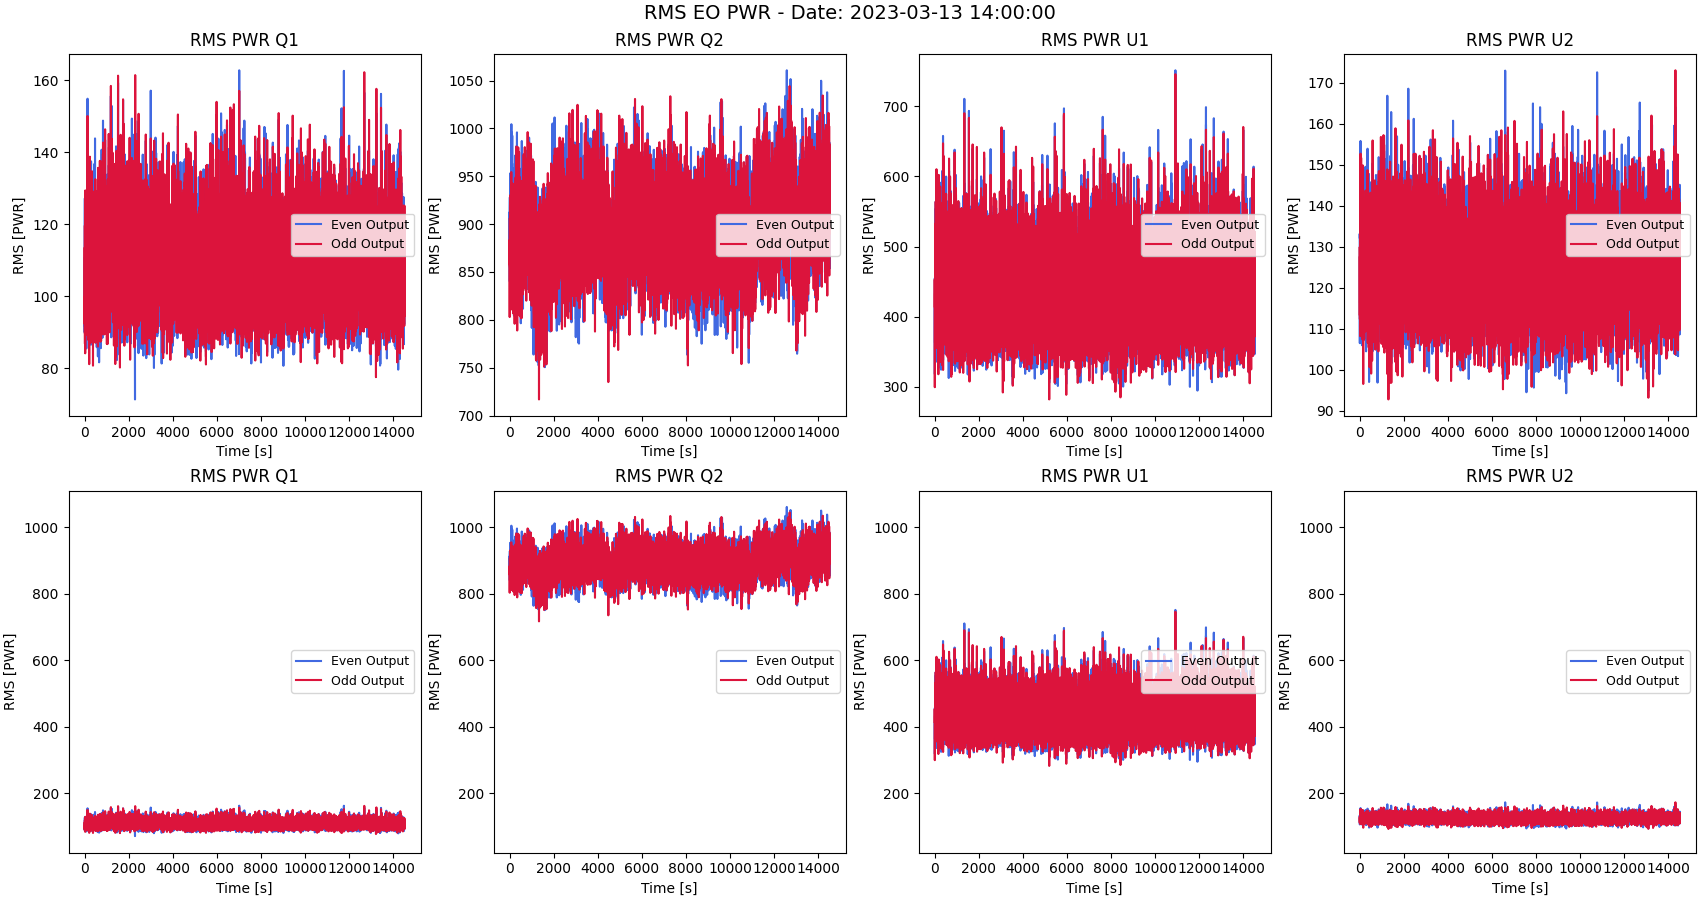 RMS EO PWR - Date: 2023-03-13 14:00:00
RMS PWR Q1
RMS [PWR]
160
140
120
100
80
0 2000 4000 6000 8000 10000 12000 14000
Time [s]
Even Output
Odd Output
RMS PWR Q2
RMS [PWR]
1050
1000
950
900
850
800
750
700
0 2000 4000 6000 8000 10000 12000 14000
Time [s]
Even Output
Odd Output
RMS PWR U1
RMS [PWR]
700
600
500
400
300
0 2000 4000 6000 8000 10000 12000 14000
Time [s]
Even Output
Odd Output
RMS PWR U2
RMS [PWR]
170
160
150
140
130
120
110
100
90
0 2000 4000 6000 8000 10000 12000 14000
Time [s]
Even Output
Odd Output
RMS PWR Q1
RMS [PWR]
1000
800
600
400
200
0 2000 4000 6000 8000 10000 12000 14000
Time [s]
Even Output
Odd Output
RMS PWR Q2
RMS [PWR]
1000
800
600
400
200
0 2000 4000 6000 8000 10000 12000 14000
Time [s]
Even Output
Odd Output
RMS PWR U1
RMS [PWR]
1000
800
600
400
200
0 2000 4000 6000 8000 10000 12000 14000
Time [s]
Even Output
Odd Output
RMS PWR U2
RMS [PWR]
1000
800
600
400
200
0 2000 4000 6000 8000 10000 12000 14000
Time [s]
Even Output
Odd Output